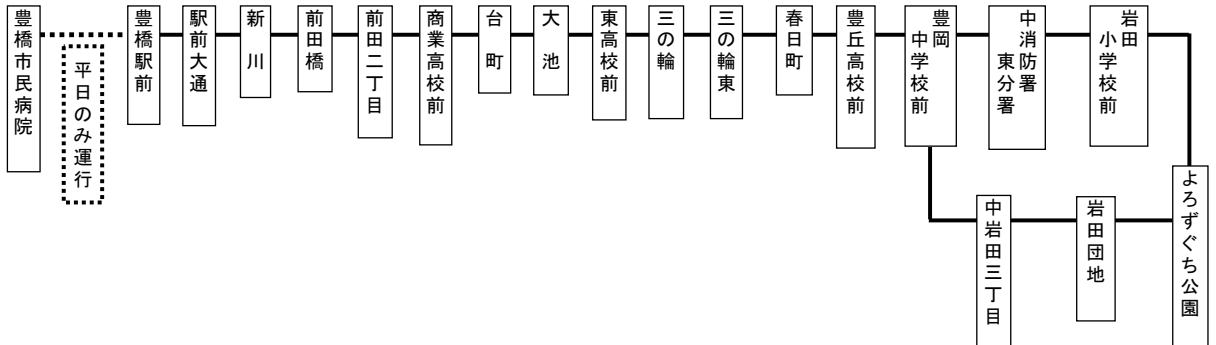 豊橋市民病院
平日のみ運行
豊橋駅前
駅前大通
新川
前田橋
前田二丁目
商業高校前
台町
大池
東高校前
三の輪
三の輪東
春日町
豊丘高校前
豊岡
中学校前
中消防署
東分署
岩田
小学校前
よろずぐち公園
中岩田三丁目
岩田団地